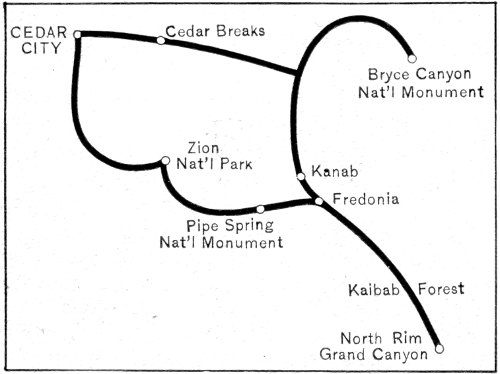 CEDAR
CITY
Cedar Breaks
Bryce Canyon
Nat'l Monument
Zion
Nat'l Park
Kanab
Fredonia
Pipe Spring
Nat'l Monument
Kaibab Forest
North Rim
Grand Canyon